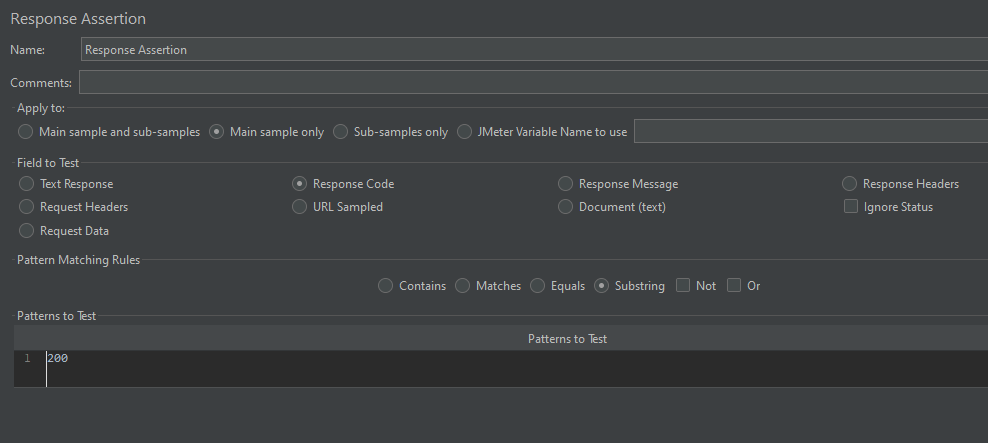 Response Assertion
Name: Response Assertion
Comments:
Apply to:
Main sample and sub-samples Main sample only Sub-samples only JMeter Variable Name to use
Field to Test
Text Response Response Code Response Message Response Headers
Request Headers URL Sampled Document (text) Ignore Status
Request Data
Pattern Matching Rules
Contains Matches Equals Substring Not Or
Patterns to Test
Patterns to Test
1 200